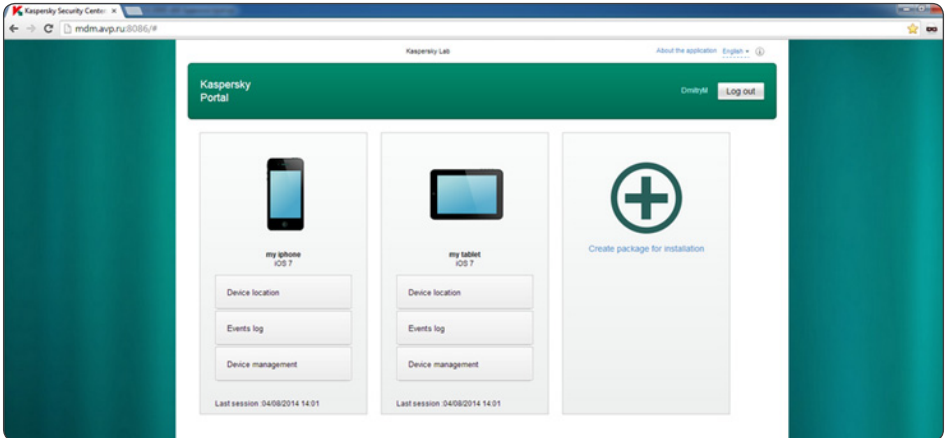 Kaspersky Security Center.
mdm.avp.ru:8086/#
Kaspersky Lab
About the application
English
Kaspersky
Portal
DmitryM
Log out
my iphone
iOS 7
Device location
Events log
Device management
Last session :04/08/2014 14:01
my tablet
iOS 7
Device location
Events log
Device management
Last session :04/08/2014 14:01
Create package for installation